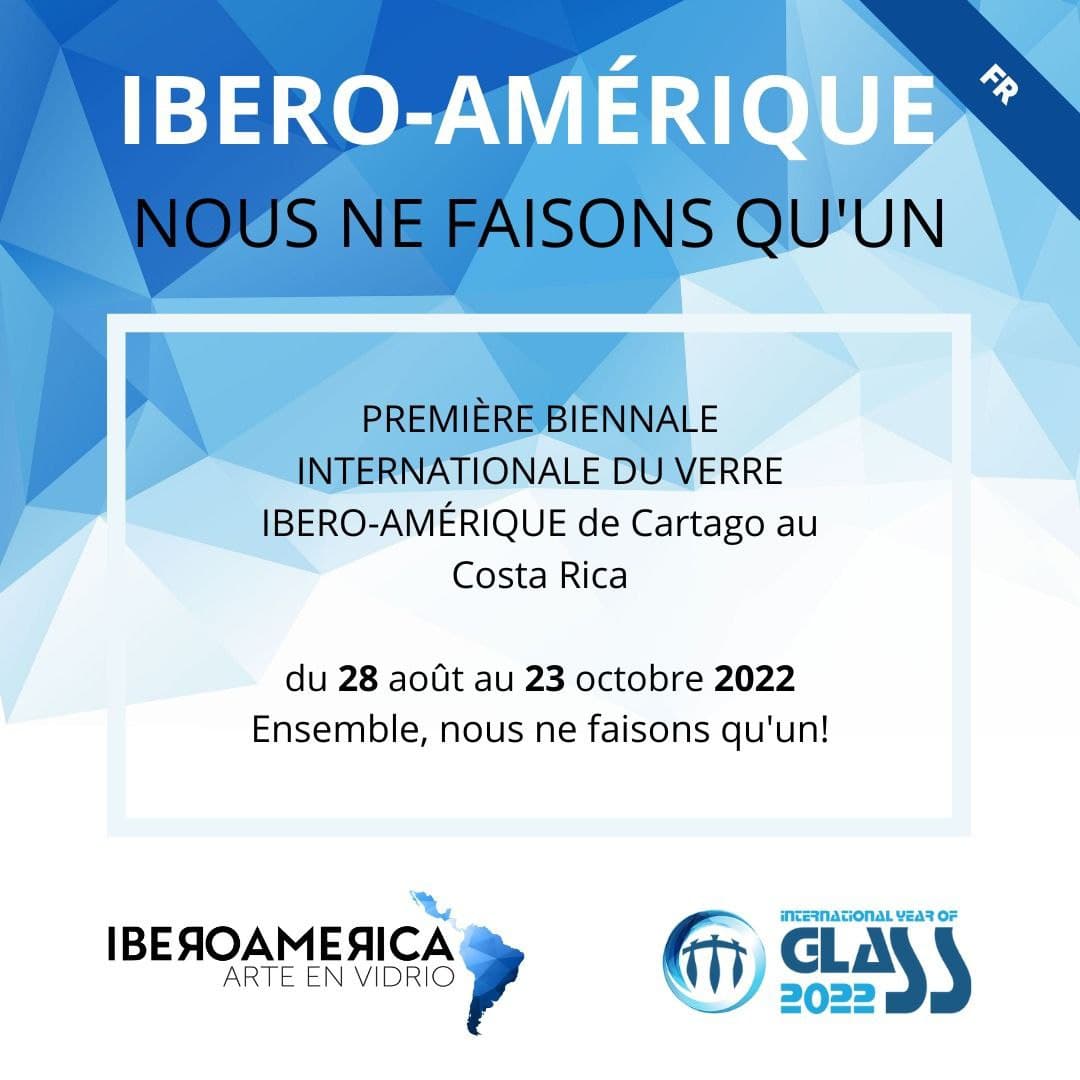 FR
IBERO-AMÉRIQUE
NOUS NE FAISONS QU'UN
PREMIÈRE BIENNALE
INTERNATIONALE DU VERRE
IBERO-AMÉRIQUE de Cartago au
Costa Rica
du 28 août au 23 octobre 2022
Ensemble, nous ne faisons qu'un!
IBEROAMERICA
ARTE EN VIDRIO
INTERNATIONAL YEAR OF
GLASS
2022